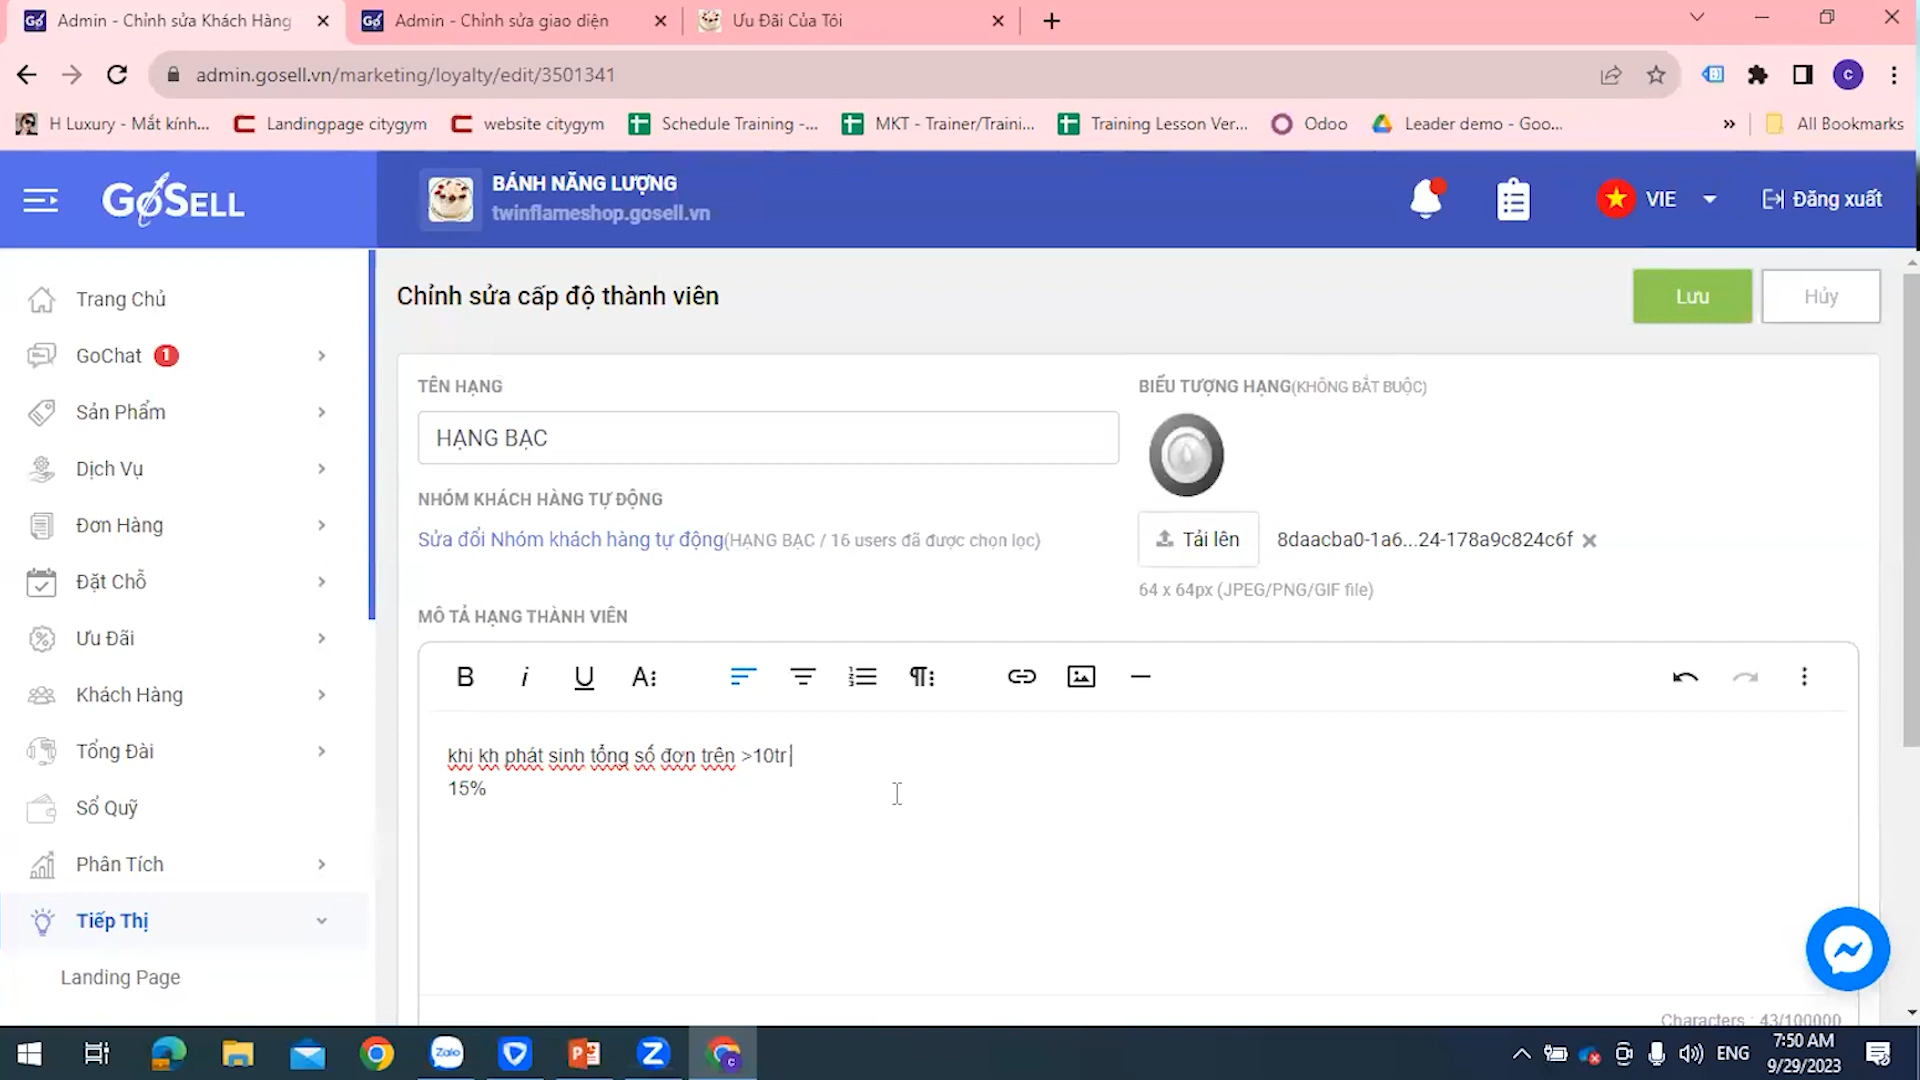 Admin - Chỉnh sửa Khách Hàng
Admin - Chỉnh sửa giao diện
Ưu Đãi Của Tôi
admin.gosell.vn/marketing/loyalty/edit/3501341
C
H Luxury - Mắt kính...
Landingpage citygym
website citygym
Schedule Training -...
MKT - Trainer/Traini...
Training Lesson Ver...
Odoo
Leader demo - Goo...
»
All Bookmarks
GOSELL
BÁNH NĂNG LƯỢNG
twinflameshop.gosell.vn
VIE
Đăng xuất
Trang Chủ
GoChat 1
Sản Phẩm
Dịch Vụ
Đơn Hàng
Đặt Chỗ
Ưu Đãi
Khách Hàng
Tổng Đài
Sổ Quỹ
Phân Tích
Tiếp Thị
Landing Page
Chỉnh sửa cấp độ thành viên
Lưu
Hủy
TÊN HẠNG
HẠNG BẠC
BIỂU TƯỢNG HẠNG(KHÔNG BẮT BUỘC)
NHÓM KHÁCH HÀNG TỰ ĐỘNG
Sửa đổi Nhóm khách hàng tự động(HẠNG BẠC / 16 users đã được chọn lọc)
Tải lên
8daacba0-1a6...24-178a9c824c6f
64 x 64px (JPEG/PNG/GIF file)
MÔ TẢ HẠNG THÀNH VIÊN
B i U A
khi kh phát sinh tổng số đơn trên >10tr
15%
Characters : 43/100000
Zalo
ENG
7:50 AM
9/29/2023